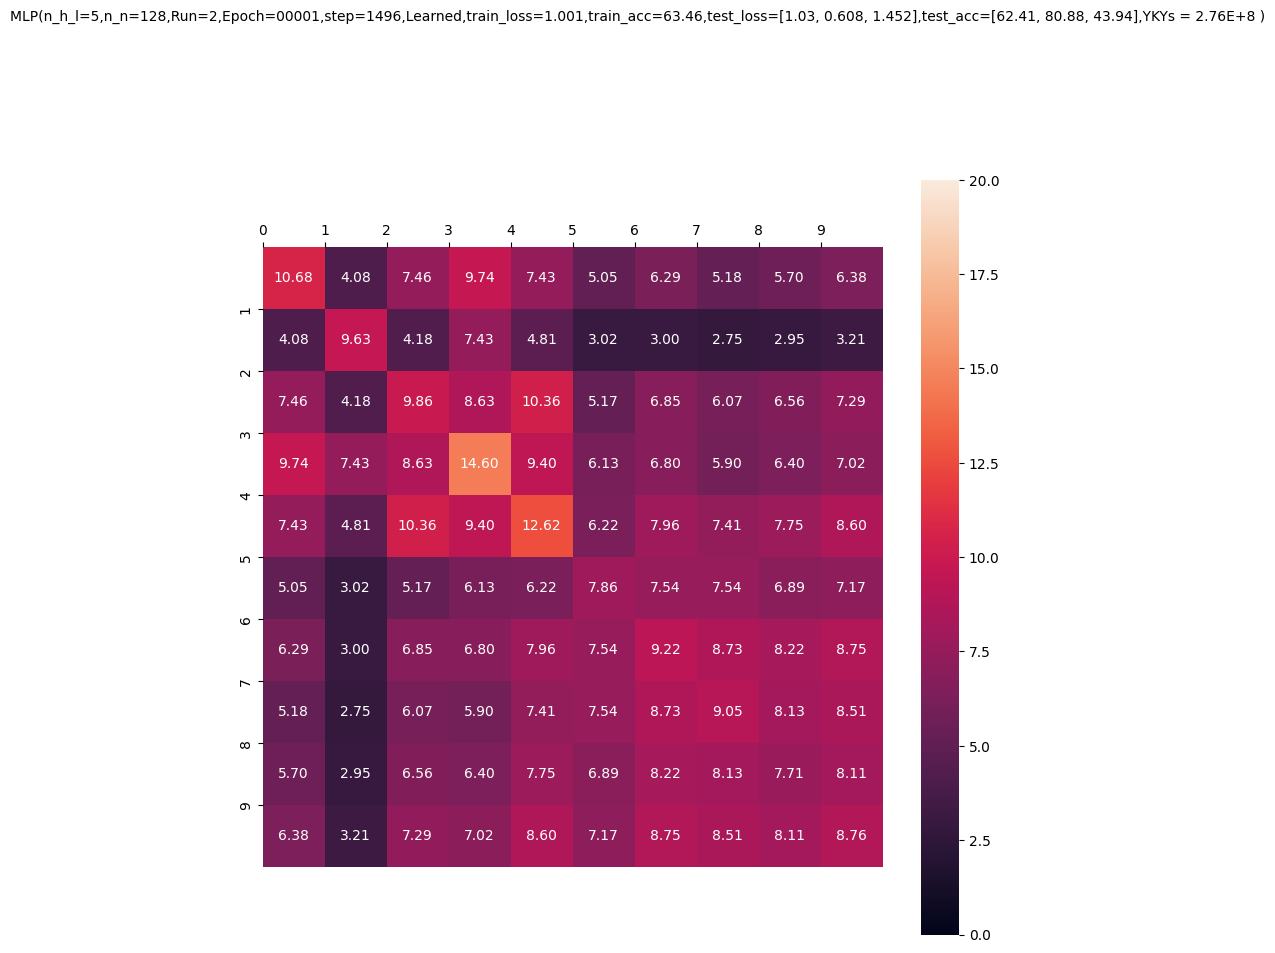 MLP(n_h_l=5,n_n=128,Run=2,Epoch=00001,step=1496,Learned,train_loss=1.001,train_acc=63.46,test_loss=[1.03, 0.608, 1.452],test_acc=[62.41, 80.88, 43.94],YKYs = 2.76E+8 )
20.0
0 1 2 3 4 5 6 7 8 9
10.68 4.08 7.46 9.74 7.43 5.05 6.29 5.18 5.70 6.38
17.5
1
4.08 9.63 4.18 7.43 4.81 3.02 3.00 2.75 2.95 3.21
2
15.0
7.46 4.18 9.86 8.63 10.36 5.17 6.85 6.07 6.56 7.29
3
9.74 7.43 8.63 14.60 9.40 6.13 6.80 5.90 6.40 7.02
12.5
4
7.43 4.81 10.36 9.40 12.62 6.22 7.96 7.41 7.75 8.60
5
10.0
5.05 3.02 5.17 6.13 6.22 7.86 7.54 7.54 6.89 7.17
6
6.29 3.00 6.85 6.80 7.96 7.54 9.22 8.73 8.22 8.75
7.5
7
5.18 2.75 6.07 5.90 7.41 7.54 8.73 9.05 8.13 8.51
8
5.0
5.70 2.95 6.56 6.40 7.75 6.89 8.22 8.13 7.71 8.11
9
6.38 3.21 7.29 7.02 8.60 7.17 8.75 8.51 8.11 8.76
2.5
0.0